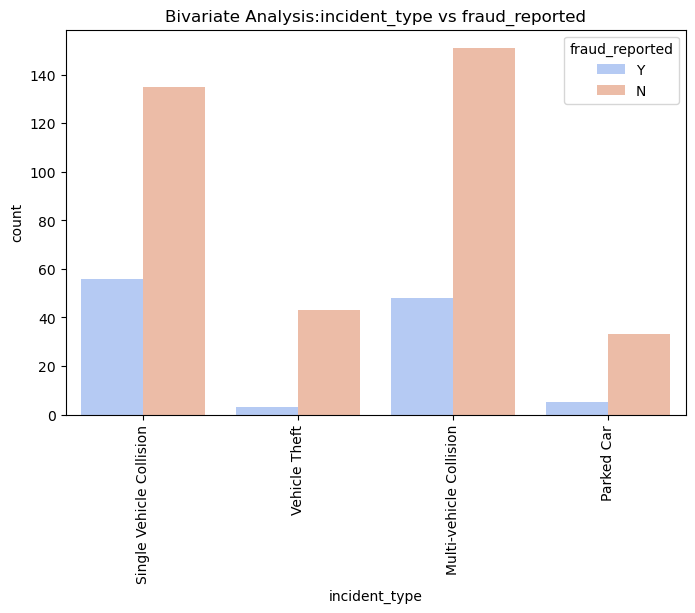 Bivariate Analysis:incident_type vs fraud_reported
fraud_reported
Y
N
count
140
120
100
80
60
40
20
0
Single Vehicle Collision
Vehicle Theft
Multi-vehicle Collision
Parked Car
incident_type